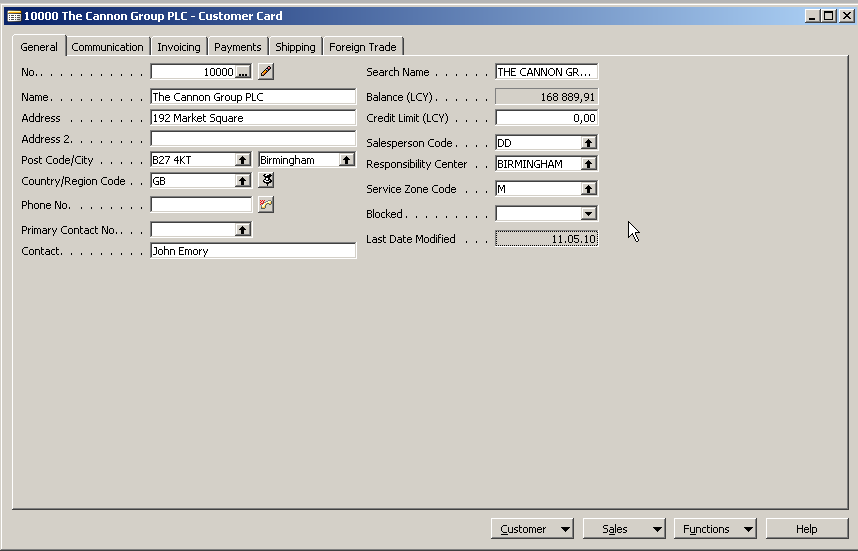 10000 The Cannon Group PLC - Customer Card
General Communication Invoicing Payments Shipping Foreign Trade
No. . . . . . . . . . . 10000 ...
Name. . . . . . . . . . The Cannon Group PLC
Address . . . . . . . . 192 Market Square
Address 2. . . . . . . .
Post Code/City . . . . . B27 4KT Birmingham
Country/Region Code . . GB
Phone No. . . . . . . .
Primary Contact No. . . .
Contact. . . . . . . . . John Emory
Search Name . . . . . . THE CANNON GR...
Balance (LCY) . . . . . . 168 889,91
Credit Limit (LCY) . . . . 0,00
Salesperson Code. . . . DD
Responsibility Center . . BIRMINGHAM
Service Zone Code . . . M
Blocked . . . . . . . . .
Last Date Modified . . . 11.05.10
Customer Sales Functions Help